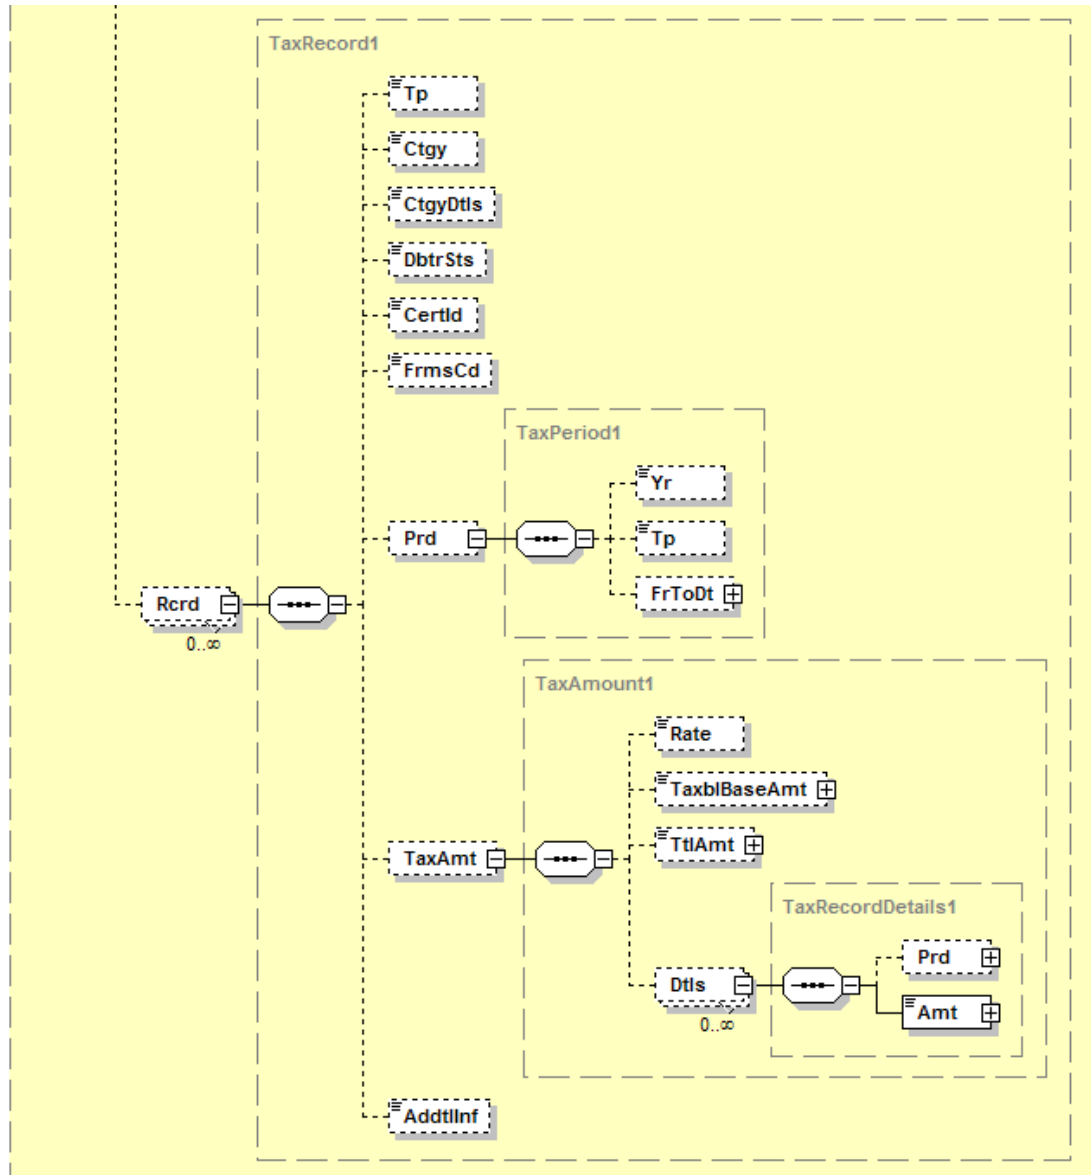 TaxRecord1
Tp
Ctgy
CtgyDtls
DbtrSts
CertId
FrmsCd
TaxPeriod1
Yr
Prd
Tp
FrToDt
Rcrd
0..∞
TaxAmount1
Rate
TaxblBaseAmt
TtlAmt
TaxAmt
TaxRecordDetails1
Prd
Dtls
Amt
0..∞
AddtlInf